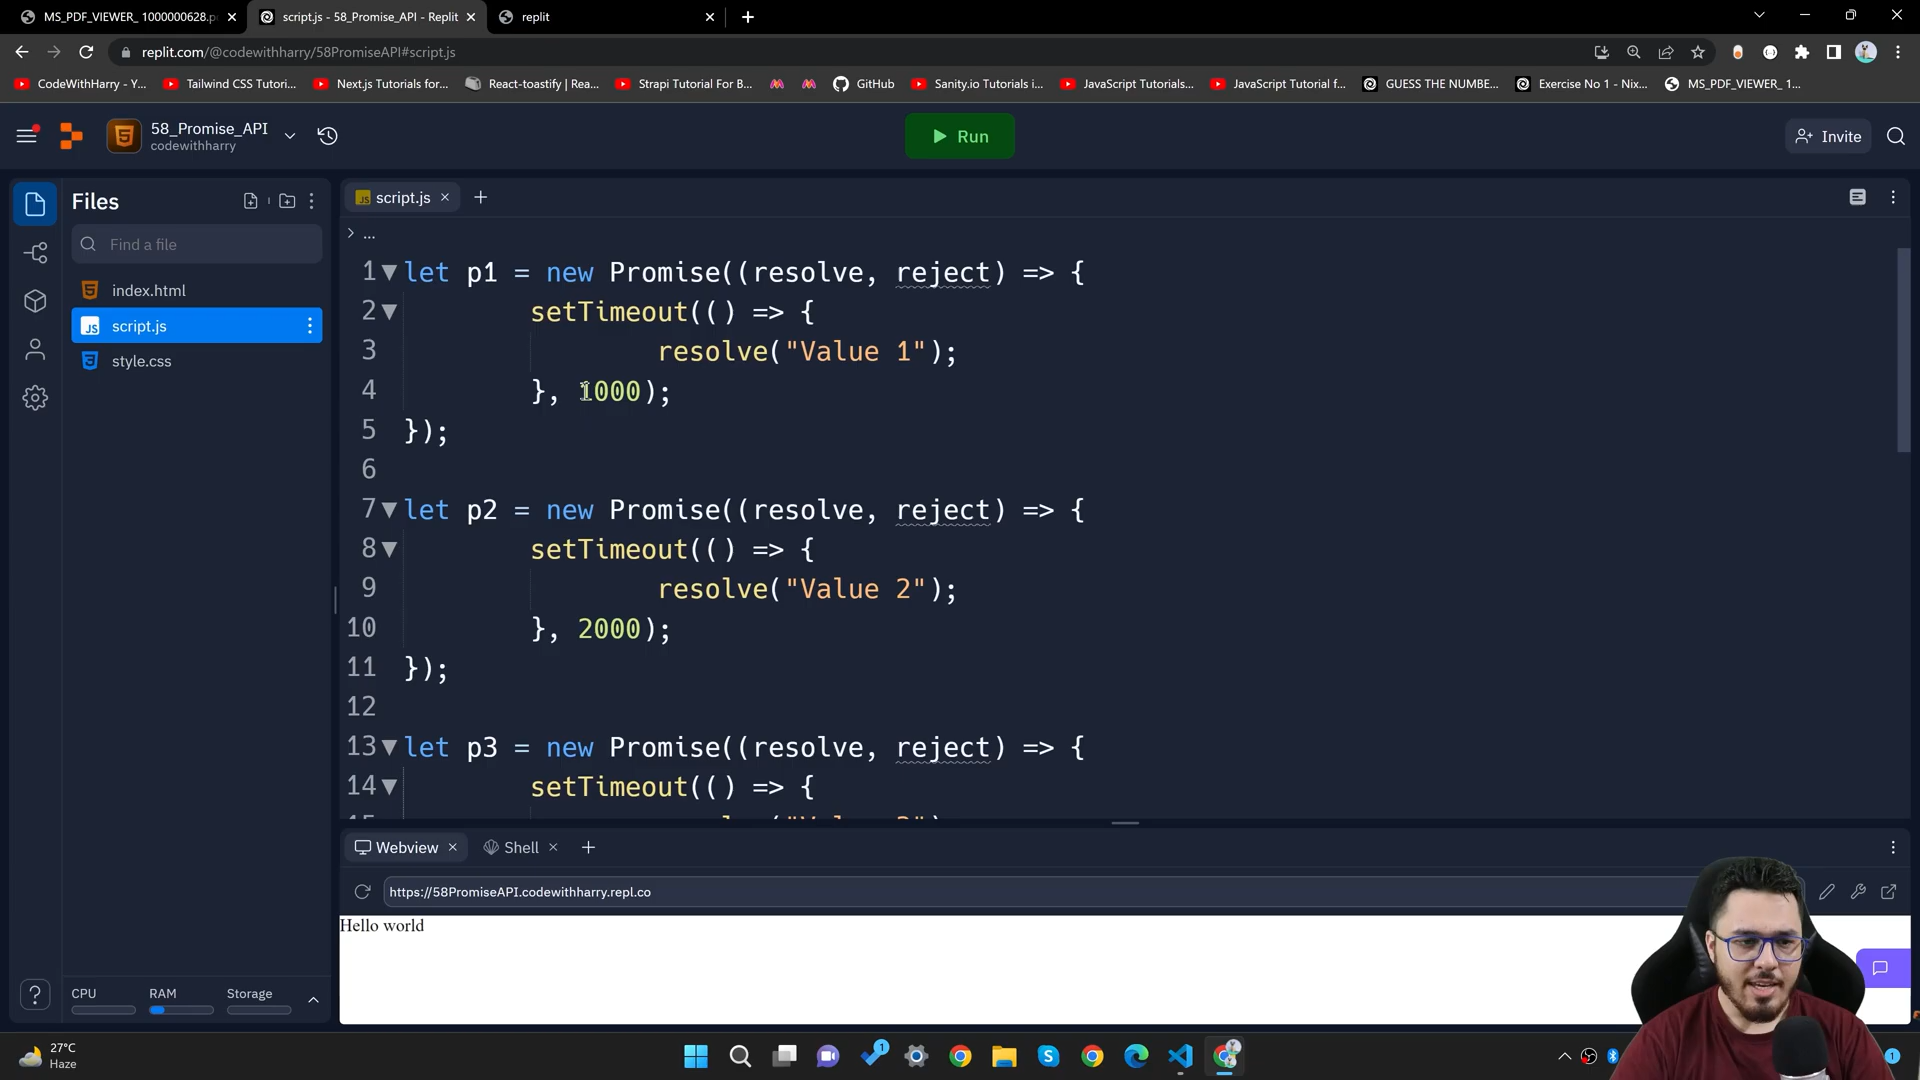 MS_PDF_VIEWER_ 1000000628.p
script.js - 58_Promise_API - Replit
replit
replit.com/@codewithharry/58PromiseAPI#script.js
CodeWithHarry - Y...
Tailwind CSS Tutori...
Next.js Tutorials for...
React-toastify | Rea...
Strapi Tutorial For B...
GitHub
Sanity.io Tutorials i...
JavaScript Tutorials...
JavaScript Tutorial f...
GUESS THE NUMBE...
Exercise No 1 - Nix...
MS_PDF_VIEWER_ 1...
58_Promise_API
codewithharry
Run
Invite
Files
Find a file
index.html
JS script.js
style.css
CPU
RAM
Storage
JS script.js
...
1 let p1 = new Promise((resolve, reject) => {
2 setTimeout(() => {
3 resolve("Value 1");
4 }, 1000);
5 });
6
7 let p2 = new Promise((resolve, reject) => {
8 setTimeout(() => {
9 resolve("Value 2");
10 }, 2000);
11 });
12
13 let p3 = new Promise((resolve, reject) => {
14 setTimeout(() => {
Webview
Shell
https://58PromiseAPI.codewithharry.repl.co
Hello world
27°C
Haze
1
1